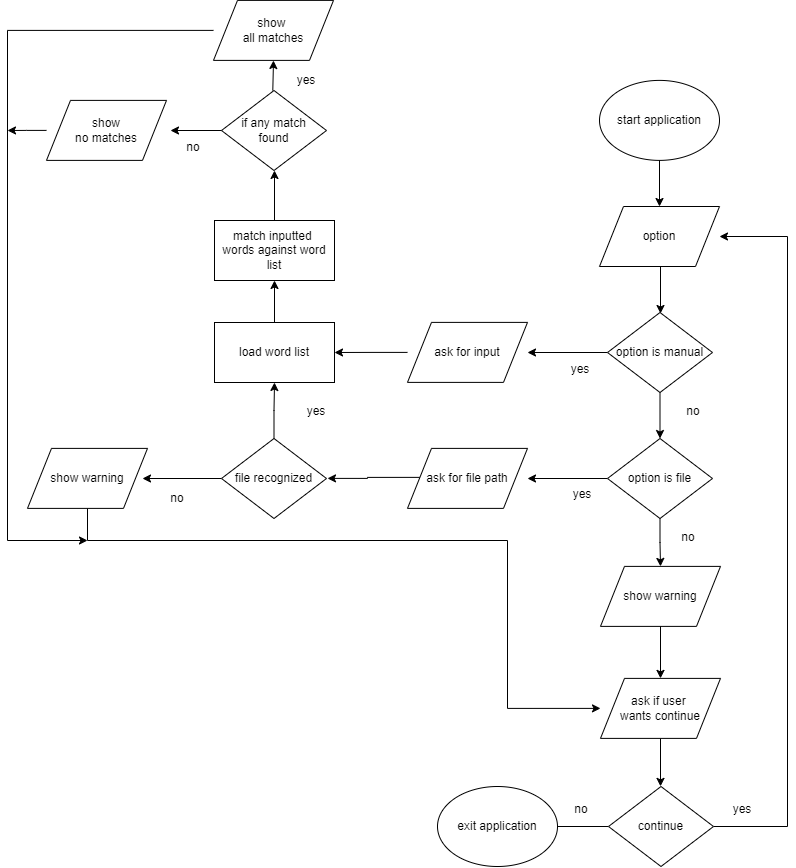 show
all matches
yes
if any match
found
show
no matches
no
start application
match inputted
words against word
list
option
load word list
ask for input
yes
option is manual
yes
no
show warning
no
file recognized
ask for file path
yes
option is file
no
show warning
ask if user
wants continue
exit application
no
continue
yes